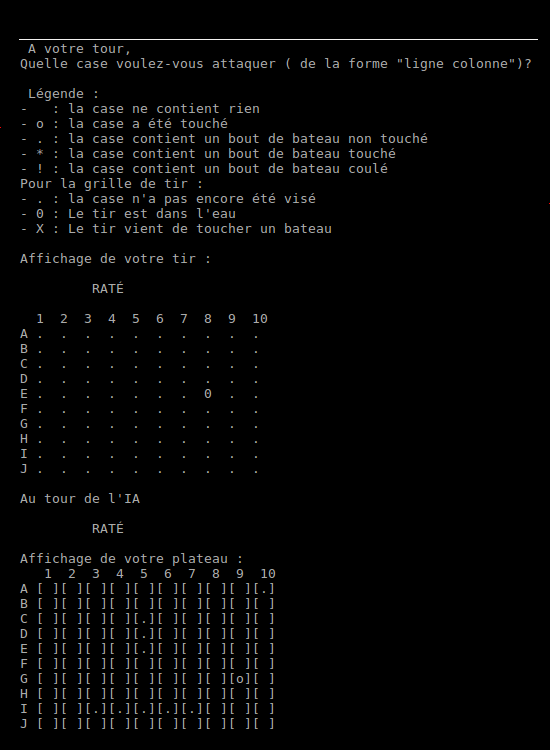 A votre tour,
Quelle case voulez-vous attaquer ( de la forme "ligne colonne")?
Légende :
-   : la case ne contient rien
- o : la case a été touché
- . : la case contient un bout de bateau non touché
- * : la case contient un bout de bateau touché
- ! : la case contient un bout de bateau coulé
Pour la grille de tir :
- . : la case n'a pas encore été visé
- 0 : Le tir est dans l'eau
- X : Le tir vient de toucher un bateau
Affichage de votre tir :
RATÉ
1  2  3  4  5  6  7  8  9  10
A .  .  .  .  .  .  .  .  .  .
B .  .  .  .  .  .  .  .  .  .
C .  .  .  .  .  .  .  .  .  .
D .  .  .  .  .  .  .  .  .  .
E .  .  .  .  .  .  .  0  .  .
F .  .  .  .  .  .  .  .  .  .
G .  .  .  .  .  .  .  .  .  .
H .  .  .  .  .  .  .  .  .  .
I .  .  .  .  .  .  .  .  .  .
J .  .  .  .  .  .  .  .  .  .
Au tour de l'IA
RATÉ
Affichage de votre plateau :
1  2  3  4  5  6  7  8  9  10
A [ ][ ][ ][ ][ ][ ][ ][ ][ ][.]
B [ ][ ][ ][ ][ ][ ][ ][ ][ ][ ]
C [ ][ ][ ][ ][.][ ][ ][ ][ ][ ]
D [ ][ ][ ][ ][.][ ][ ][ ][ ][ ]
E [ ][ ][ ][ ][.][ ][ ][ ][ ][ ]
F [ ][ ][ ][ ][ ][ ][ ][ ][ ][ ]
G [ ][ ][ ][ ][ ][ ][ ][ ][o][ ]
H [ ][ ][ ][ ][ ][ ][ ][ ][ ][ ]
I [ ][ ][.][.][.][.][.][ ][ ][ ]
J [ ][ ][ ][ ][ ][ ][ ][ ][ ][ ]